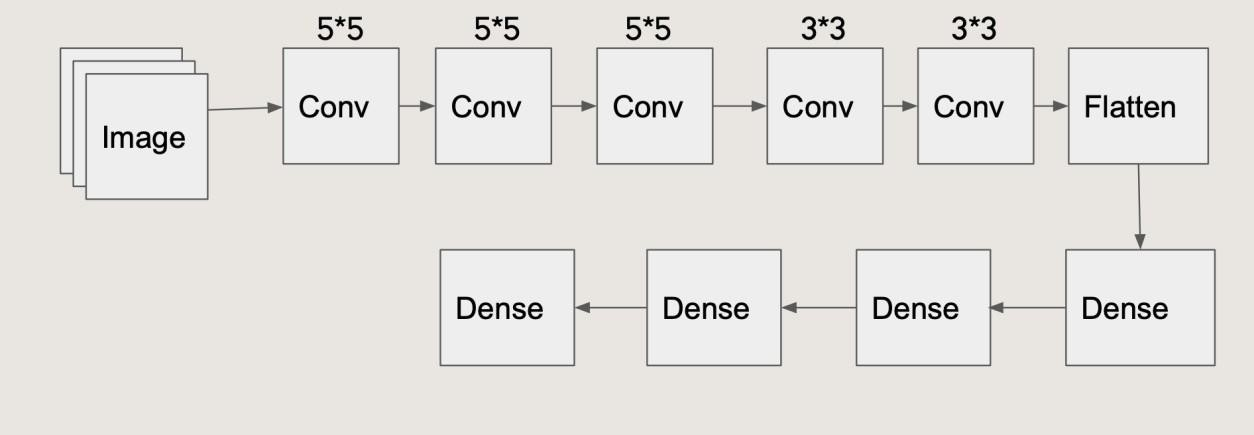 5*5 5*5 5*5 3*3 3*3
Image Conv Conv Conv Conv Conv Flatten
Dense Dense Dense Dense